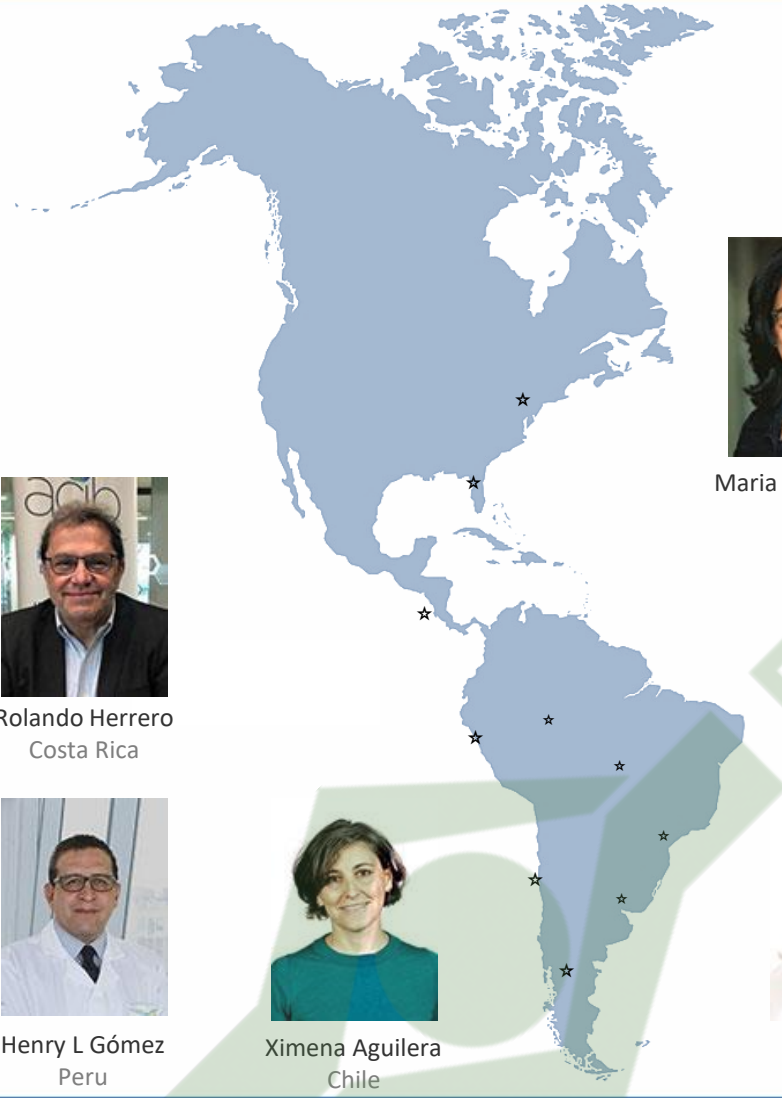 Maria
Rolando Herrero
Costa Rica
Henry L Gómez
Peru
Ximena Aguilera
Chile